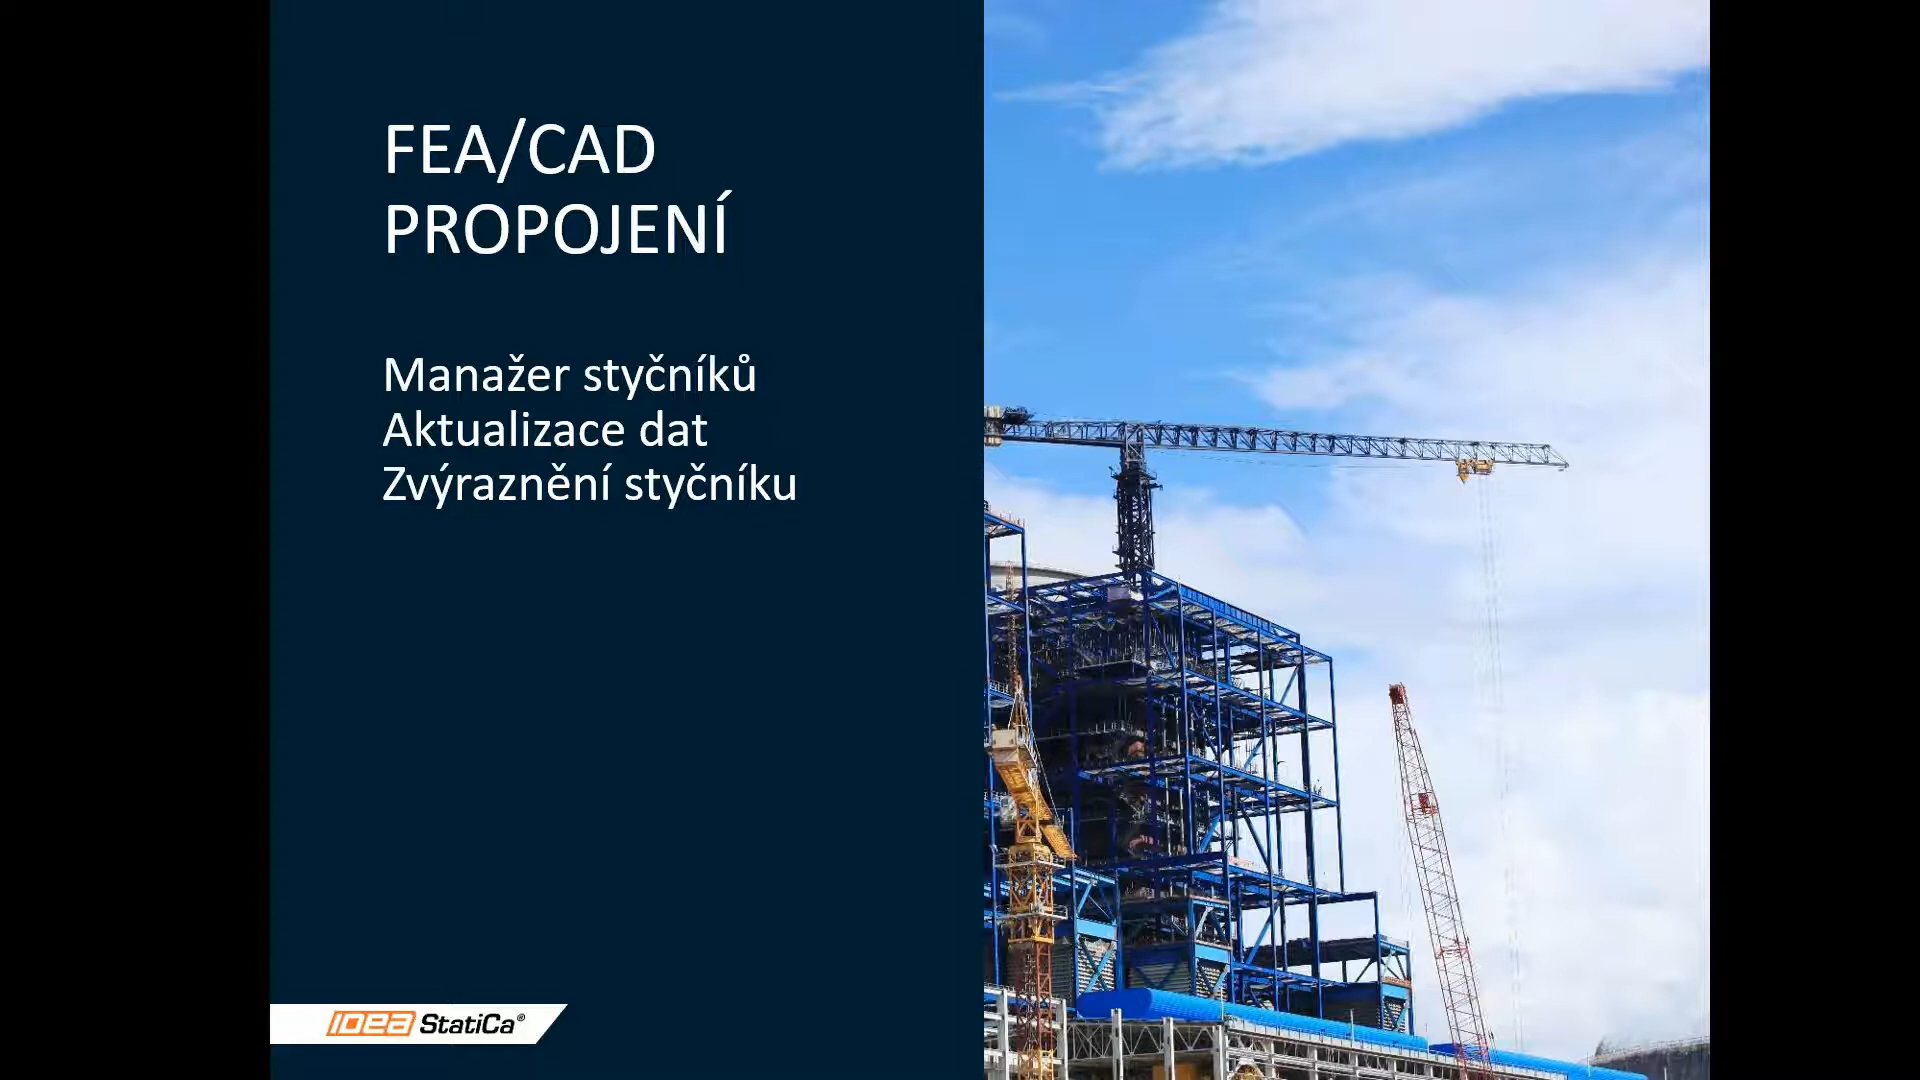 FEA/CAD
PROPOJENÍ
Manažer styčníků
Aktualizace dat
Zvýraznění styčníku
IDEA StatiCa®